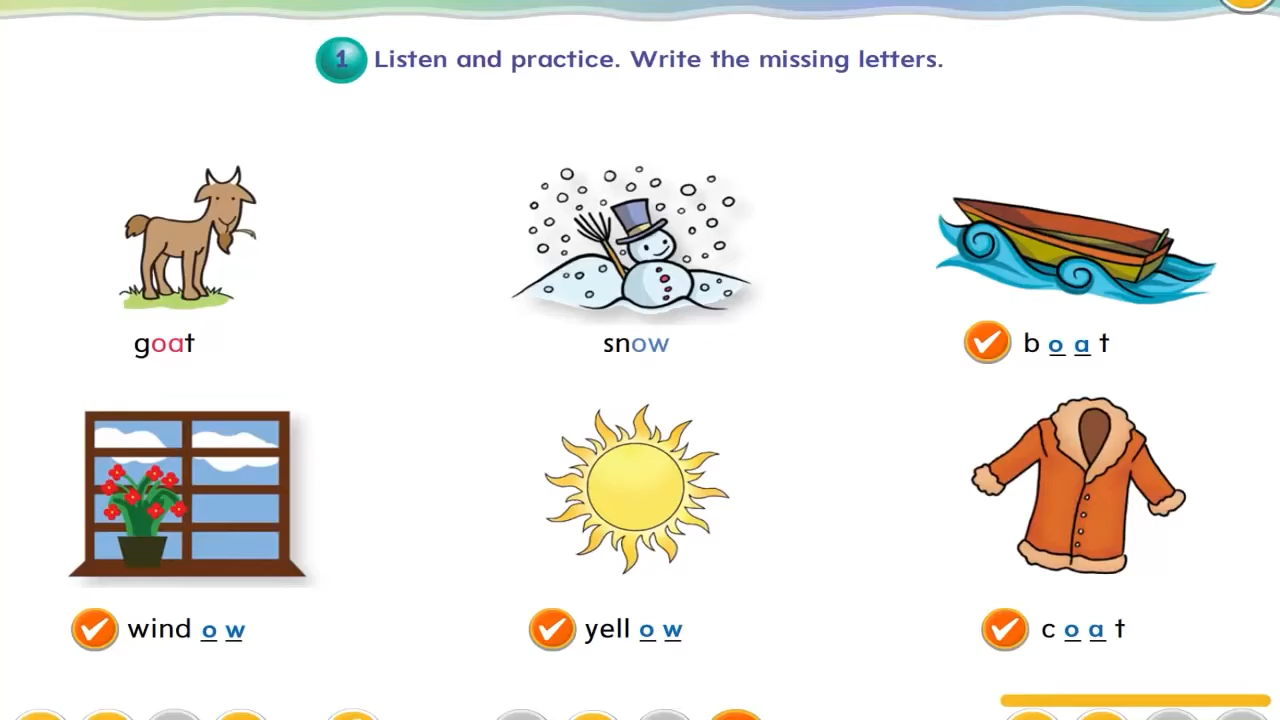 1 Listen and practice. Write the missing letters.
goat
snow
b o a t
wind o w
yell o w
c o a t